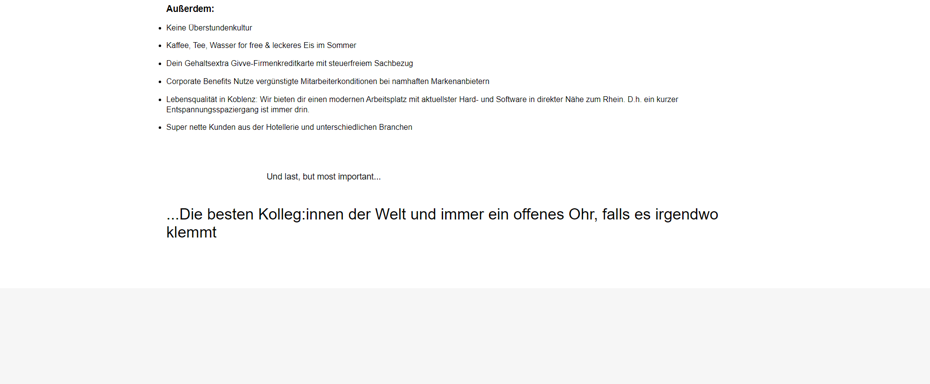 Außerdem:
Keine Überstundenkultur
Kaffee, Tee, Wasser for free & leckeres Eis im Sommer
Dein Gehaltsextra Givve-Firmenkreditkarte mit steuerfreiem Sachbezug
Corporate Benefits Nutze vergünstigte Mitarbeiterkonditionen bei namhaften Markenanbietern
Lebensqualität in Koblenz: Wir bieten dir einen modernen Arbeitsplatz mit aktuellster Hard- und Software in direkter Nähe zum Rhein. D.h. ein kurzer
Entspannungsspaziergang ist immer drin.
Super nette Kunden aus der Hotellerie und unterschiedlichen Branchen
Und last, but most important...
...Die besten Kolleg:innen der Welt und immer ein offenes Ohr, falls es irgendwo
klemmt